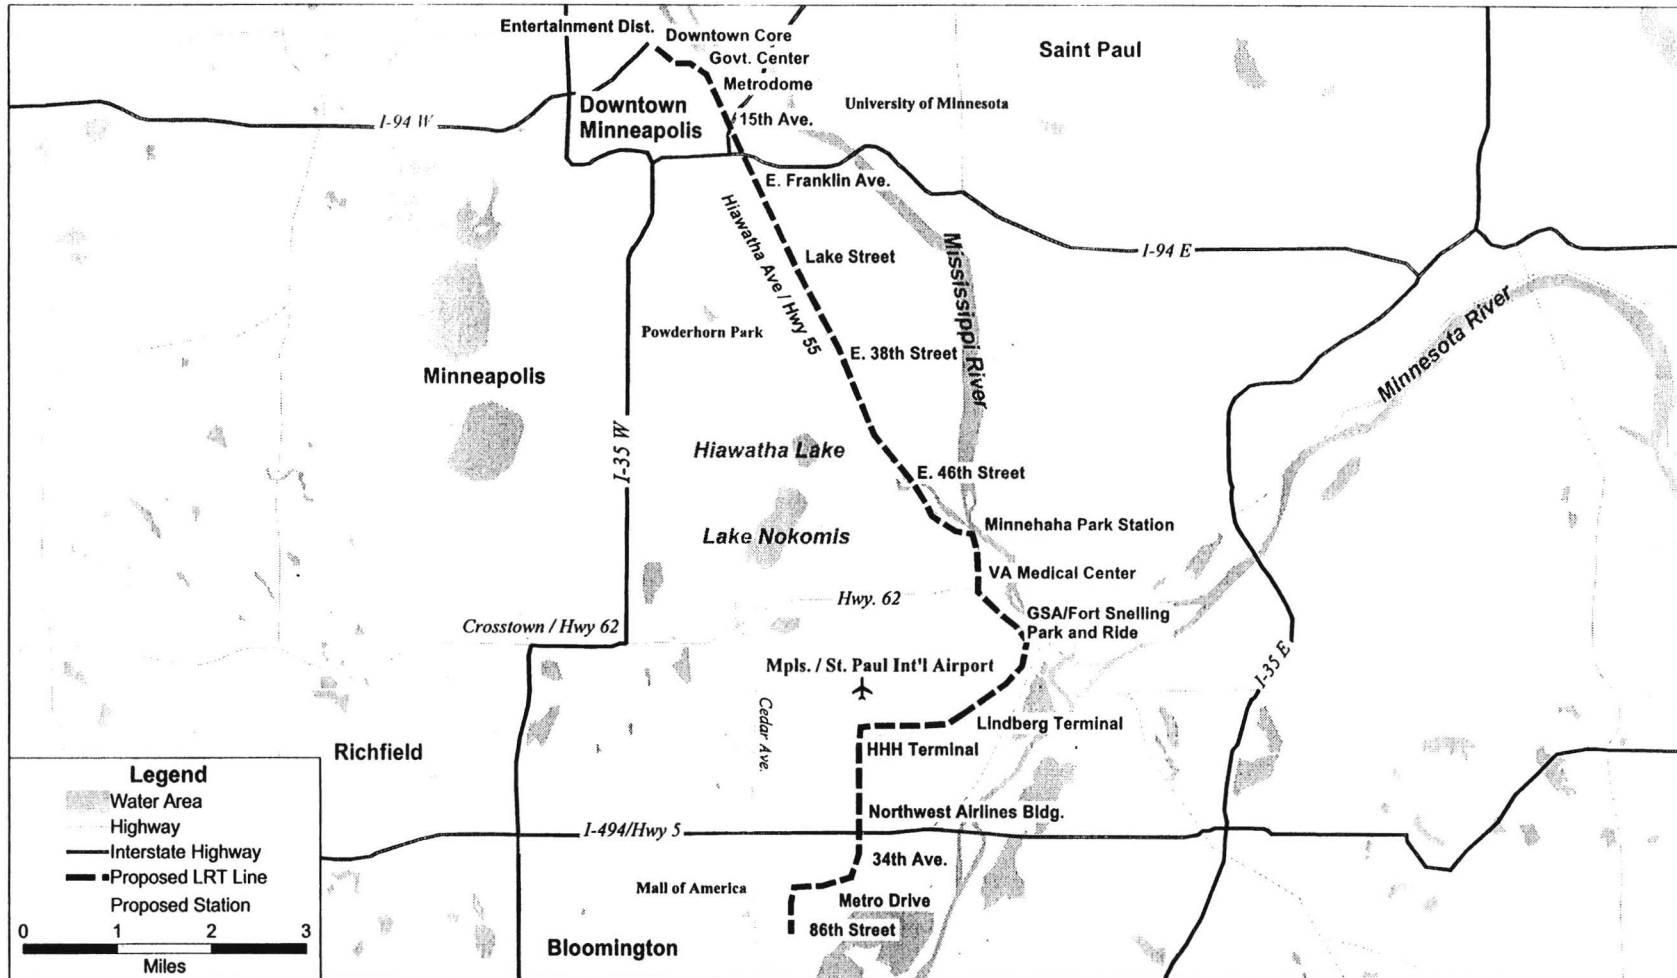 Entertainment Dist.
Downtown Core
Saint Paul
Govt. Center
Metrodome
Downtown
Minneapolis
University of Minnesota
I-94 W
15th Ave.
E. Franklin Ave.
Hiawatha Ave / Hwy 55
Mississippi River
Lake Street
I-94 E
Powderhorn Park
E. 38th Street
Minnesota River
Minneapolis
I-35 W
Hiawatha Lake
E. 46th Street
Minnehaha Park Station
Lake Nokomis
VA Medical Center
Hwy. 62
GSA/Fort Snelling
Park and Ride
Crosstown / Hwy 62
Mpls. / St. Paul Int'l Airport
I-35 E
Cedar Ave.
Lindberg Terminal
Richfield
HHH Terminal
Northwest Airlines Bldg.
I-494/Hwy 5
34th Ave.
Mall of America
Metro Drive
86th Street
Bloomington
Legend
Water Area
Highway
Interstate Highway
Proposed LRT Line
Proposed Station
0 1 2 3
Miles